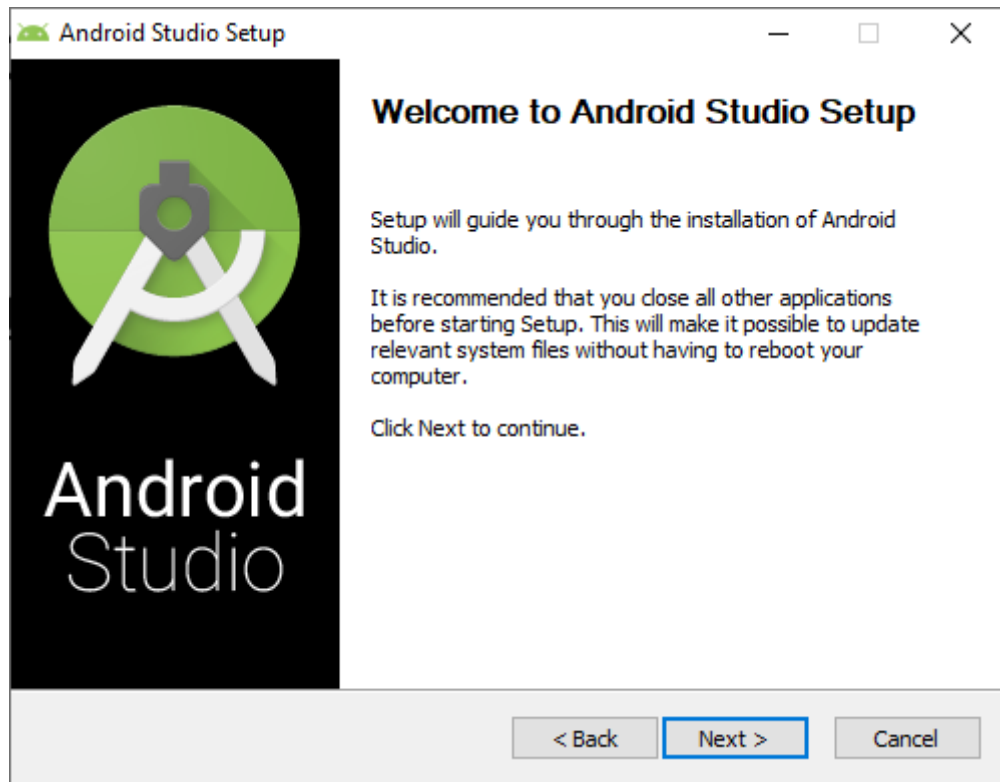 Android Studio Setup
Welcome to Android Studio Setup
Setup will guide you through the installation of Android
Studio.
It is recommended that you close all other applications
before starting Setup. This will make it possible to update
relevant system files without having to reboot your
computer.
Click Next to continue.
Android
Studio
< Back
Next >
Cancel